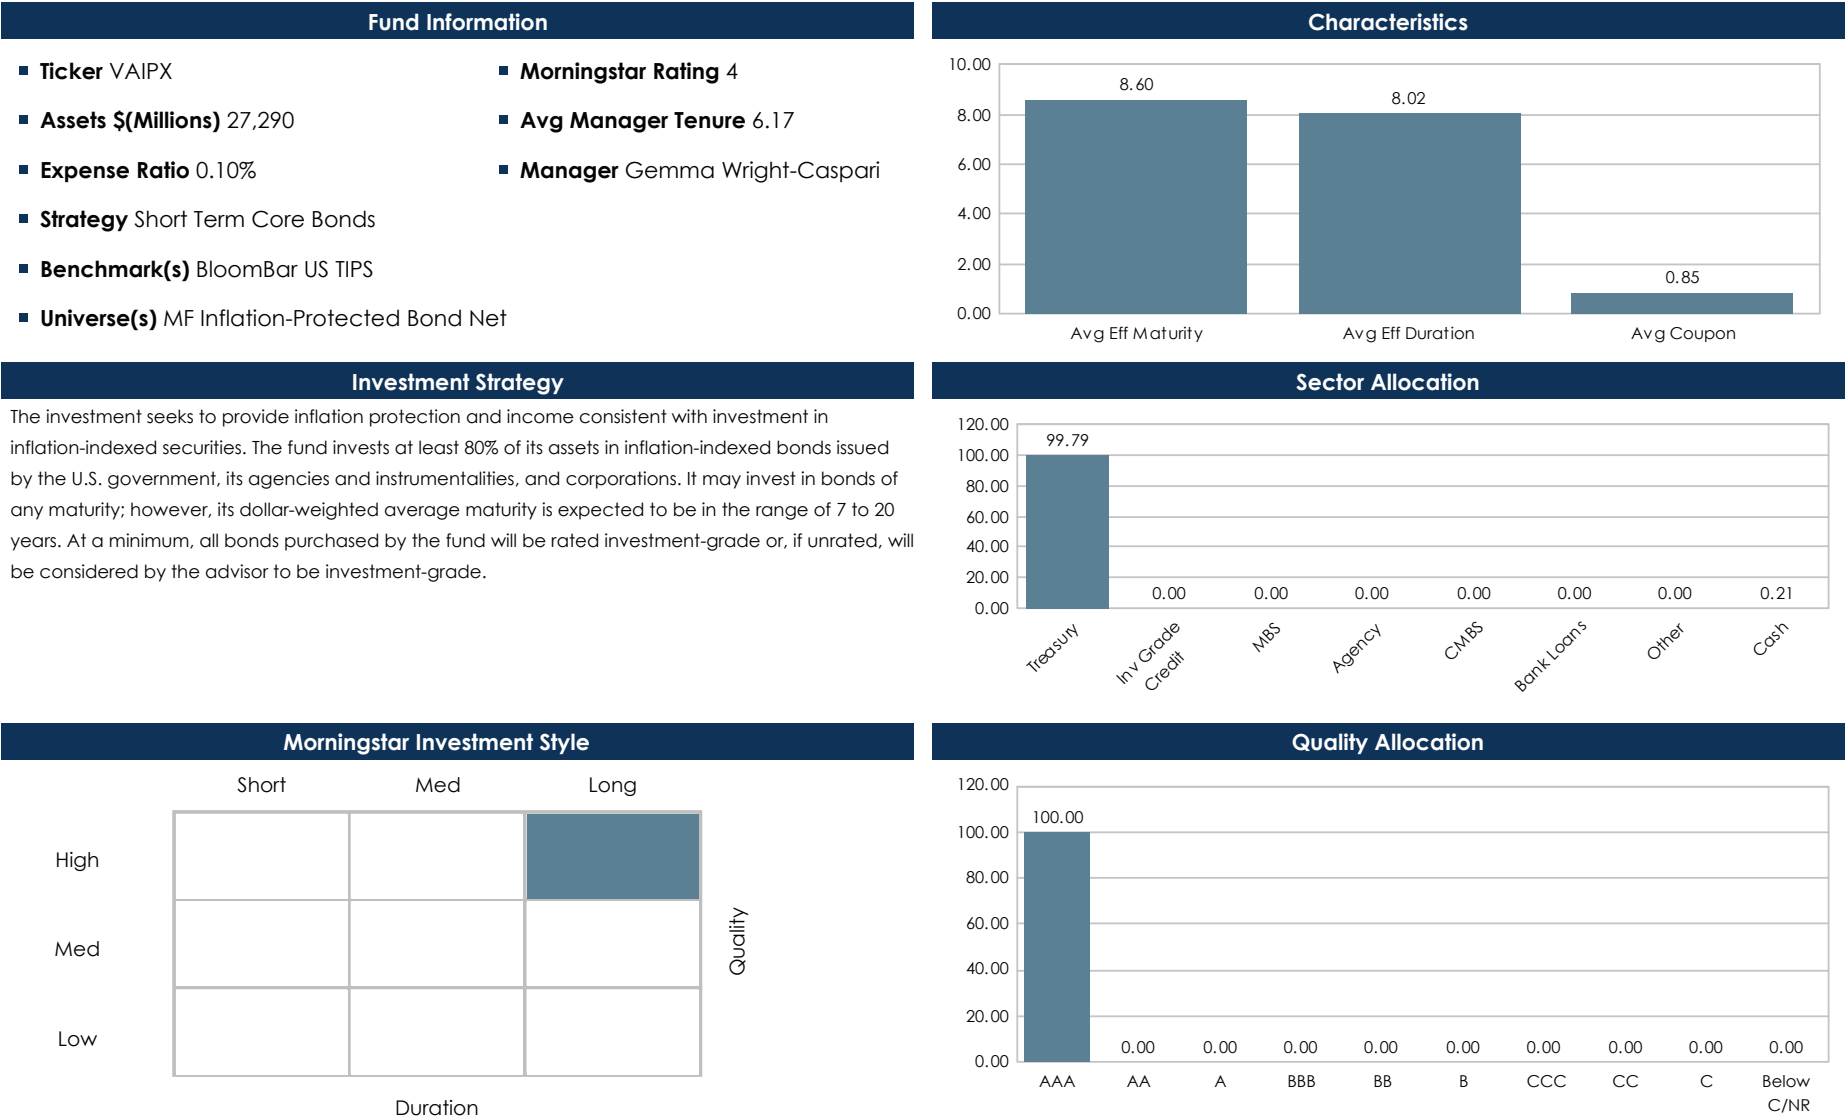 Fund Information
Ticker VAIPX
Assets $(Millions) 27,290
Expense Ratio 0.10%
Strategy Short Term Core Bonds
Benchmark(s) BloomBar US TIPS
Universe(s) MF Inflation-Protected Bond Net
Morningstar Rating 4
Avg Manager Tenure 6.17
Manager Gemma Wright-Caspari
Characteristics
10.00
8.00
6.00
4.00
2.00
0.00
8.60
8.02
0.85
Avg Eff Maturity
Avg Eff Duration
Avg Coupon
Investment Strategy
The investment seeks to provide inflation protection and income consistent with investment in
inflation-indexed securities. The fund invests at least 80% of its assets in inflation-indexed bonds issued
by the U.S. government, its agencies and instrumentalities, and corporations. It may invest in bonds of
any maturity; however, its dollar-weighted average maturity is expected to be in the range of 7 to 20
years. At a minimum, all bonds purchased by the fund will be rated investment-grade or, if unrated, will
be considered by the advisor to be investment-grade.
Sector Allocation
120.00
100.00
80.00
60.00
40.00
20.00
0.00
99.79
0.00
0.00
0.00
0.00
0.00
0.00
0.21
Treasury
Inv Grade
Credit
MBS
Agency
CMBS
Bank Loans
Other
Cash
Morningstar Investment Style
Short
Med
Long
High
Med
Low
Quality
Duration
Quality Allocation
120.00
100.00
80.00
60.00
40.00
20.00
0.00
100.00
0.00
0.00
0.00
0.00
0.00
0.00
0.00
0.00
0.00
AAA
AA
A
BBB
BB
B
CCC
CC
C
Below
C/NR